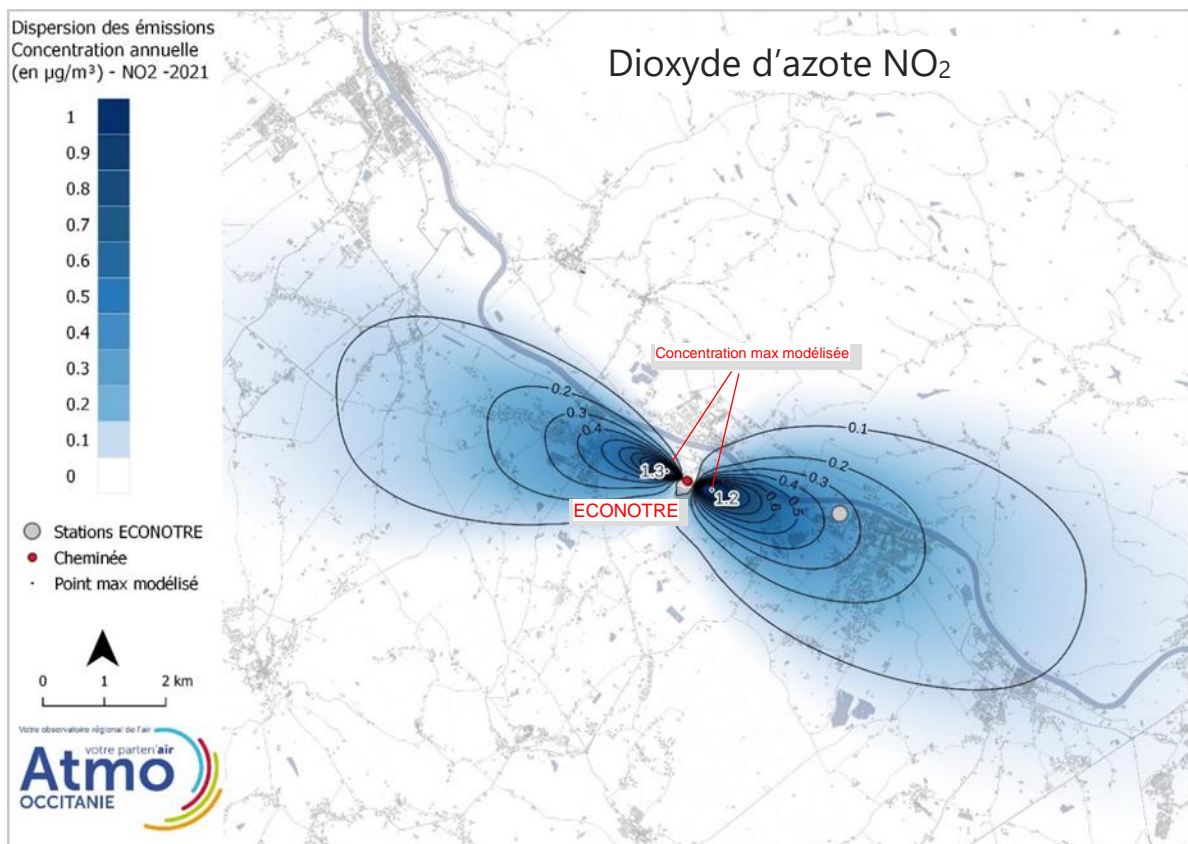 Dispersion des émissions
Concentration annuelle
(en µg/m³) - NO2 -2021
1
0.9
0.8
0.7
0.6
0.5
0.4
0.3
0.2
0.1
0
Stations ECONOTRE
Cheminée
Point max modélisé
0 1 2 km
Votre observatoire régional de l'air
votre parten'air
Atmo
OCCITANIE
Dioxyde d'azote NO₂
Concentration max modélisée
0.2
0.3
0.4
1.3
ECONOTRE
1.2
0.1
0.2
0.3
0.4
0.5
0.6